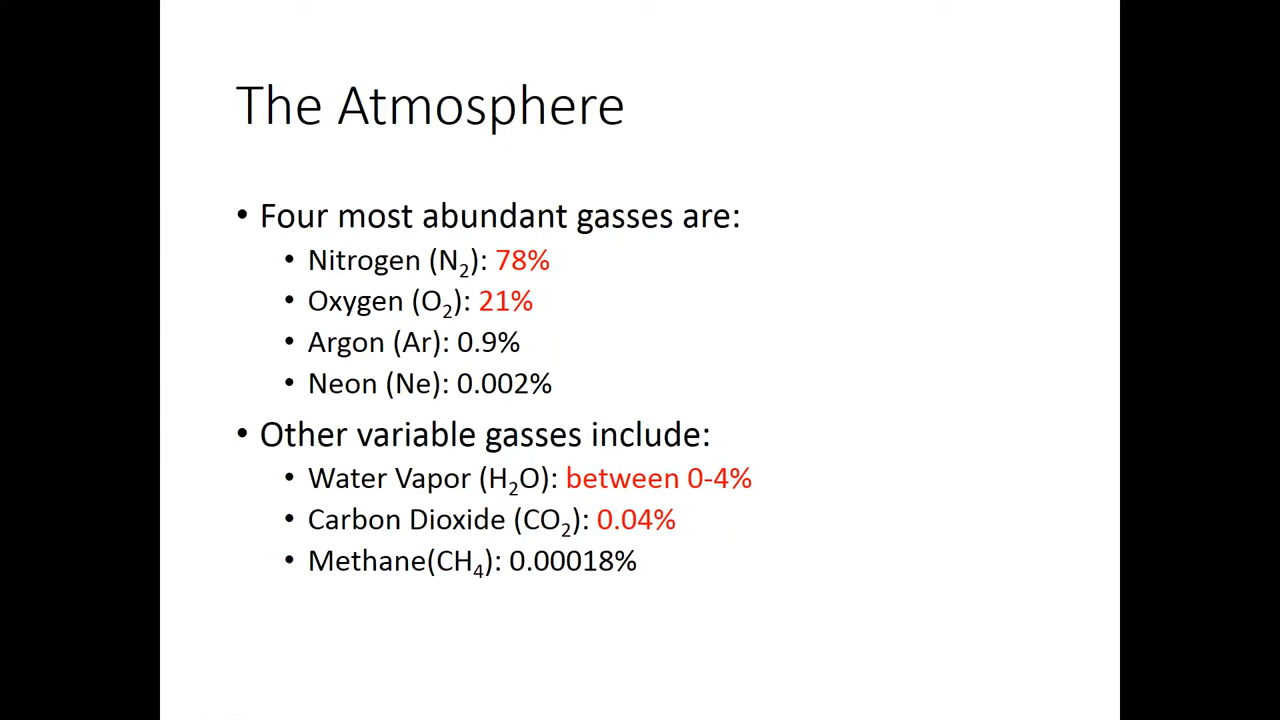 The Atmosphere
• Four most abundant gasses are:
• Nitrogen (N₂): 78%
• Oxygen (O₂): 21%
• Argon (Ar): 0.9%
• Neon (Ne): 0.002%
• Other variable gasses include:
• Water Vapor (H₂O): between 0-4%
• Carbon Dioxide (CO₂): 0.04%
• Methane(CH₄): 0.00018%